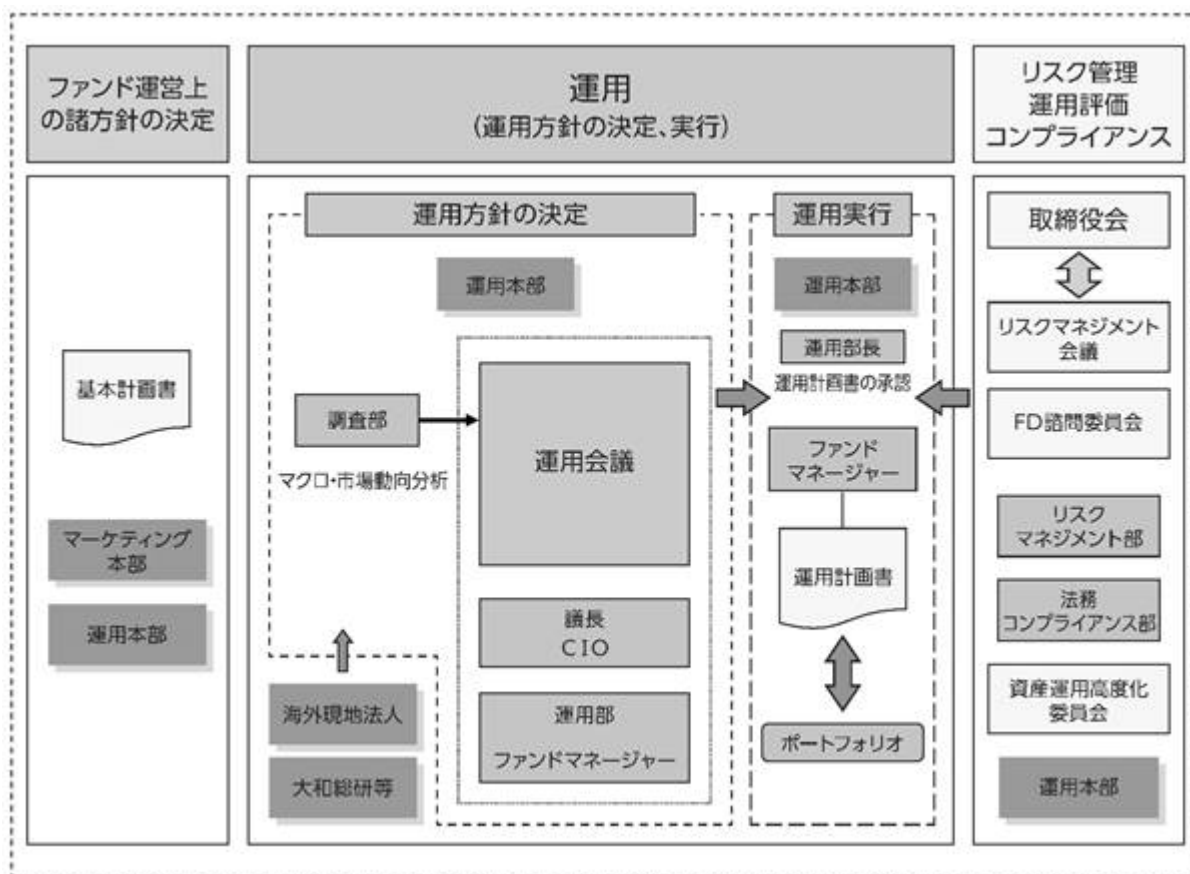 ファンド運営上
の諸方針の決定
運用
(運用方針の決定、実行)
リスク管理
運用評価
コンプライアンス
基本計画書
マーケティング
本部
運用本部
運用方針の決定
運用本部
調査部
マクロ・市場動向分析
運用会議
議長
CIO
運用部
ファンドマネージャー
海外現地法人
大和総研等
運用実行
運用本部
運用部長
運用計画書の承認
ファンド
マネージャー
運用計画書
ポートフォリオ
取締役会
リスクマネジメント
会議
FD諮問委員会
リスク
マネジメント部
法務
コンプライアンス部
資産運用高度化
委員会
運用本部